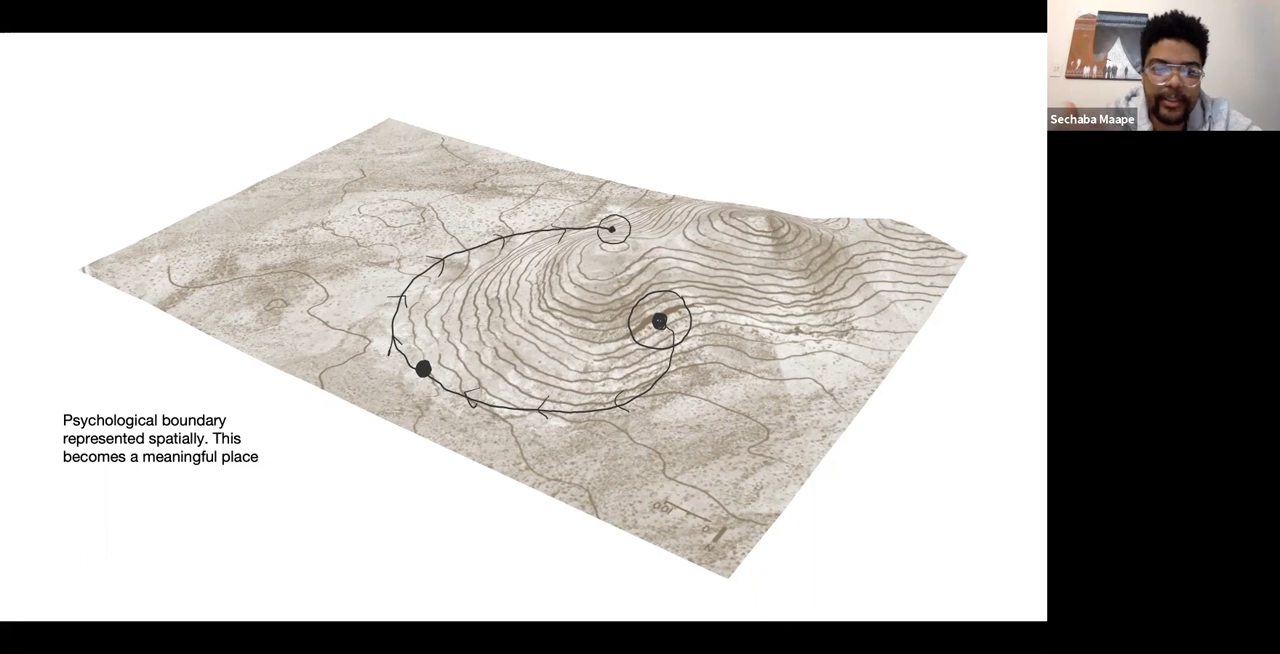 Sechaba Maape
Psychological boundary
represented spatially. This
becomes a meaningful place